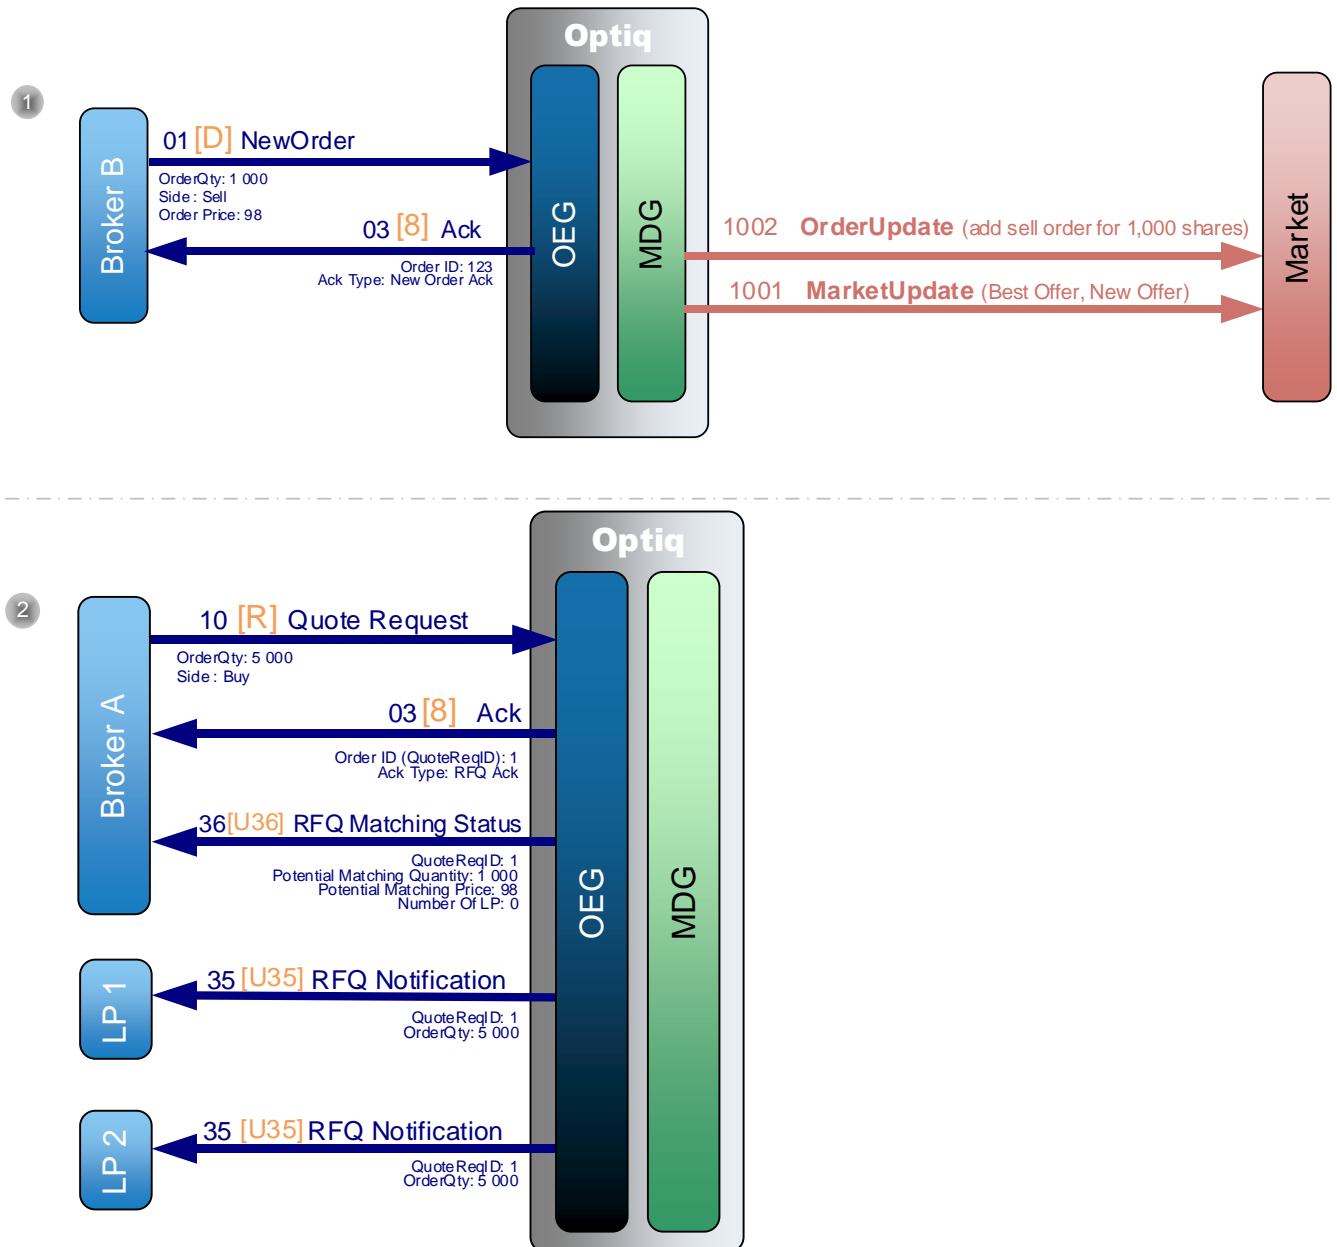 Optiq
1
Broker B
01 [D] NewOrder
OrderQty: 1 000
Side : Sell
Order Price: 98
03 [8] Ack
Order ID: 123
Ack Type: New Order Ack
OEG
MDG
1002 OrderUpdate (add sell order for 1,000 shares)
1001 MarketUpdate (Best Offer, New Offer)
Market
Optiq
2
Broker A
10 [R] Quote Request
OrderQty: 5 000
Side : Buy
03 [8] Ack
Order ID (QuoteReqID): 1
Ack Type: RFQ Ack
36 [U36] RFQ Matching Status
QuoteReqID: 1
Potential Matching Quantity: 1 000
Potential Matching Price: 98
Number Of LP: 0
OEG
MDG
LP 1
35 [U35] RFQ Notification
QuoteReqID: 1
OrderQty: 5 000
LP 2
35 [U35] RFQ Notification
QuoteReqID: 1
OrderQty: 5 000